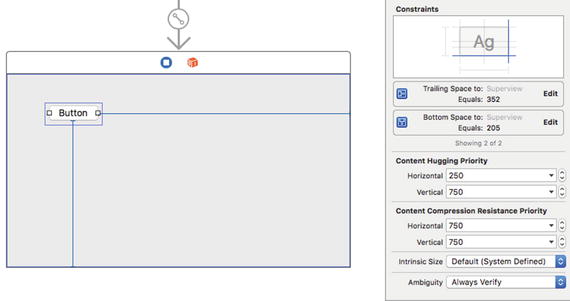 Button
Constraints
Ag
Trailing Space to: Superview
Equals: 352
Edit
Bottom Space to: Superview
Equals: 205
Edit
Showing 2 of 2
Content Hugging Priority
Horizontal 250
Vertical 750
Content Compression Resistance Priority
Horizontal 750
Vertical 750
Intrinsic Size Default (System Defined)
Ambiguity Always Verify